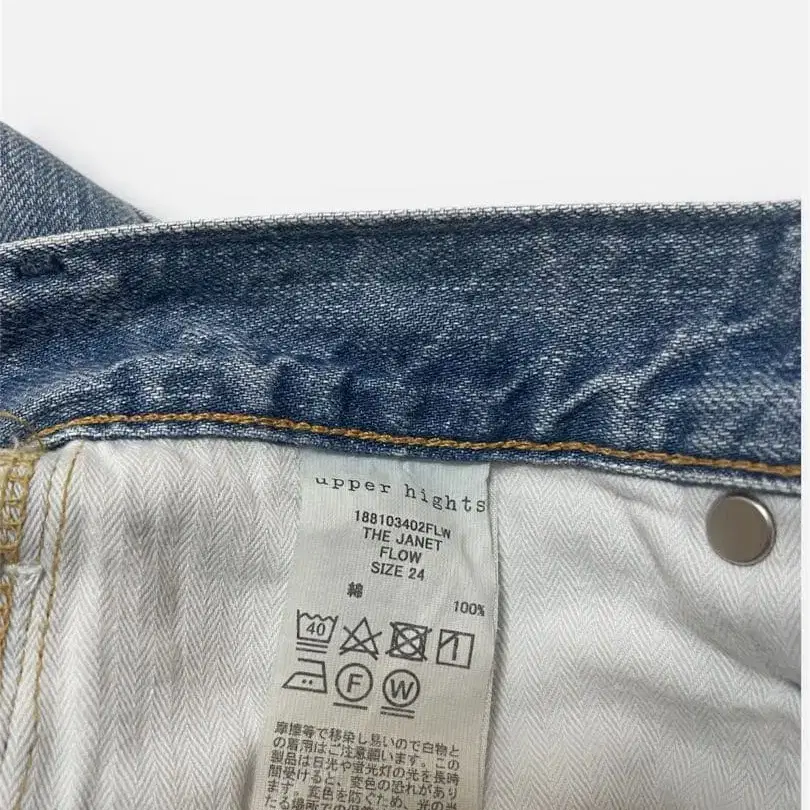 upper hights
188103402FLW
THE JANET
FLOW
SIZE 24
綿
100%
40
F W
摩擦等で移染し易いので白物と
の着用はご注意願います。この
製品は日光や蛍光灯の光を長時
間受けると、変色の恐れがあり
ます。変色を防ぐため、光の当